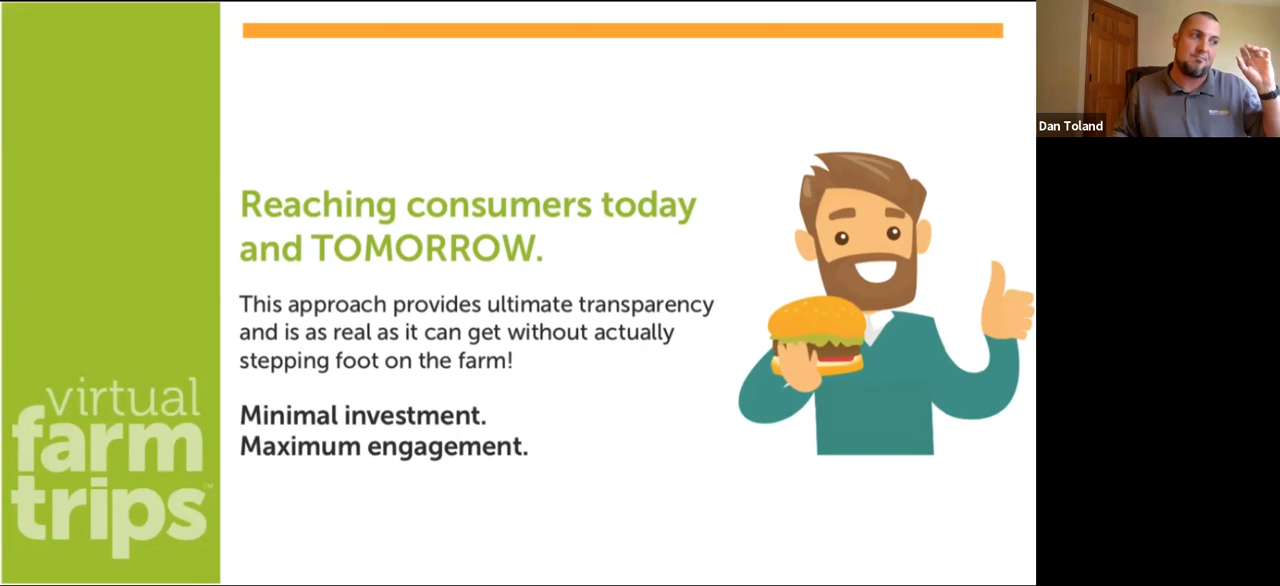 Reaching consumers today
and TOMORROW.
This approach provides ultimate transparency
and is as real as it can get without actually
stepping foot on the farm!
Minimal investment.
Maximum engagement.
virtual
farm
trips™
Dan Toland